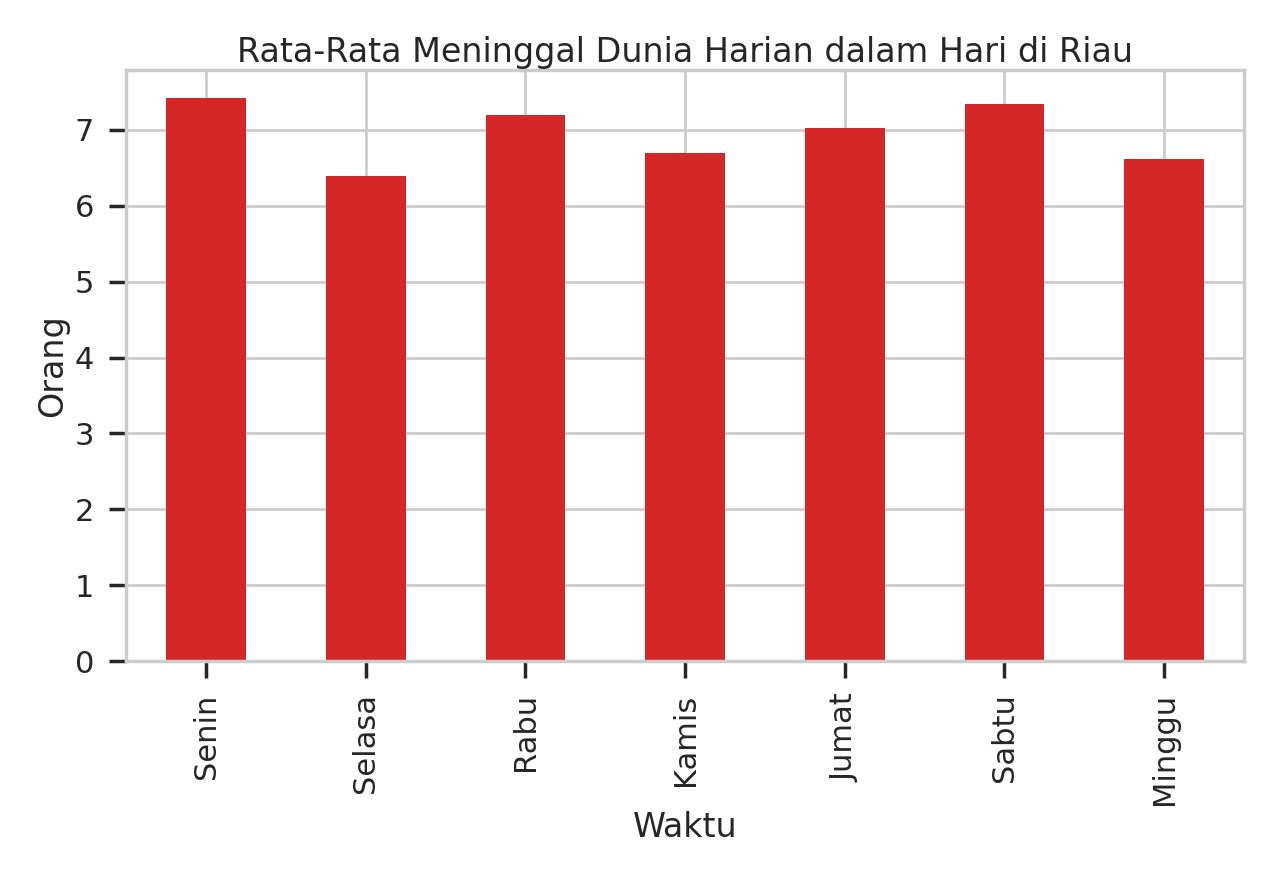 Rata-Rata Meninggal Dunia Harian dalam Hari di Riau
7
6
5
4
3
2
1
0
Orang
Senin
Selasa
Rabu
Kamis
Jumat
Sabtu
Minggu
Waktu